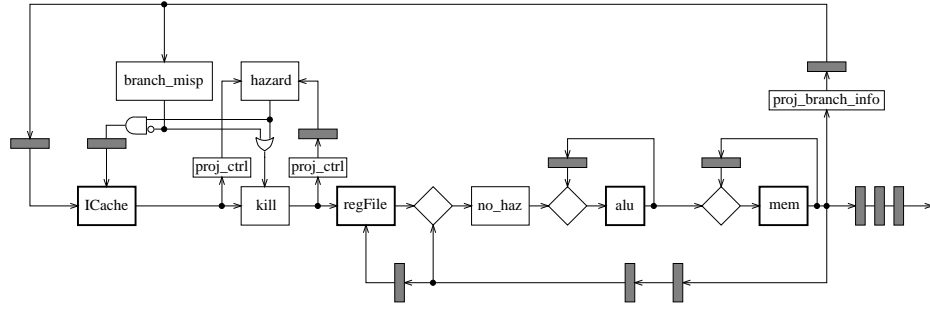 branch_misp
hazard
proj_branch_info
proj_ctrl
proj_ctrl
ICache
kill
regFile
no_haz
alu
mem